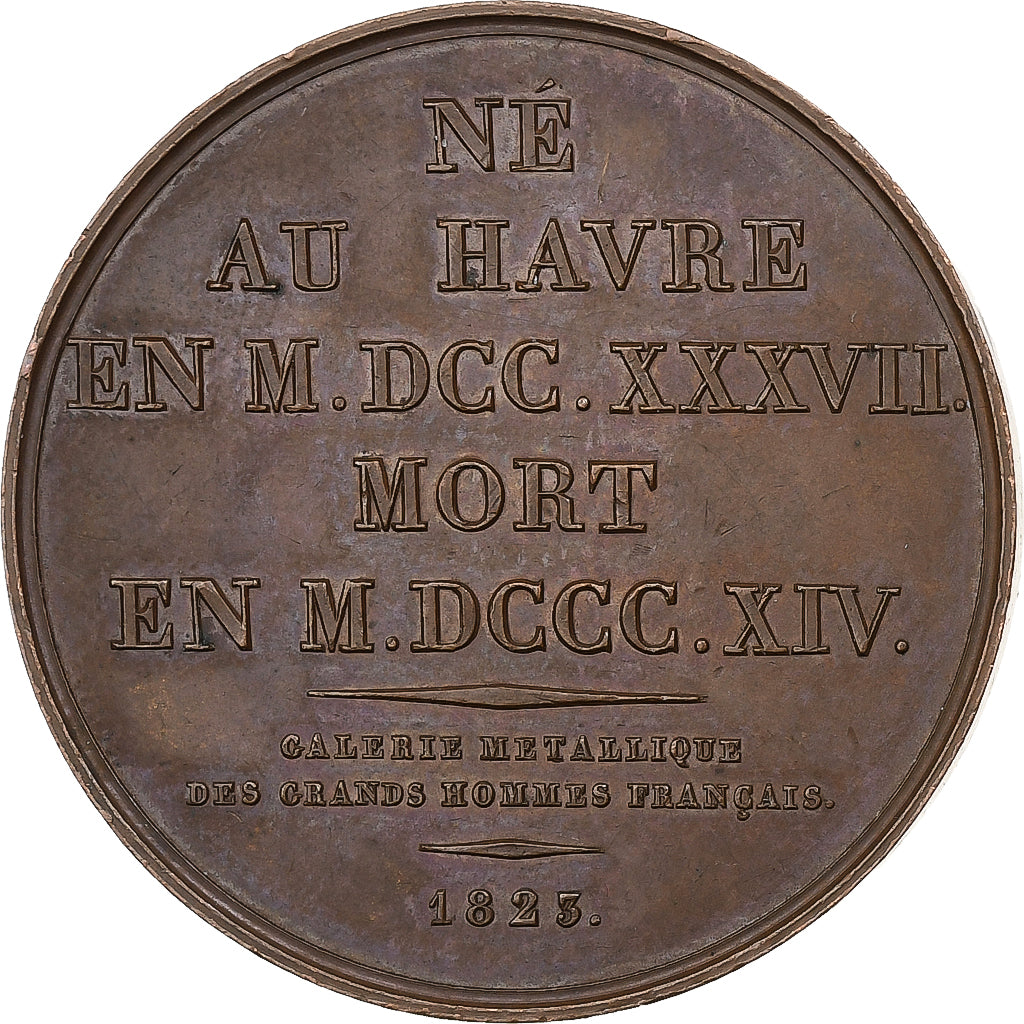 NÉ
AU HAVRE
EN M.DCC.XXXVII.
MORT
EN M.DCCC.XIV.
GALERIE METALLIQUE
DES GRANDS HOMMES FRANÇAIS.
1823.